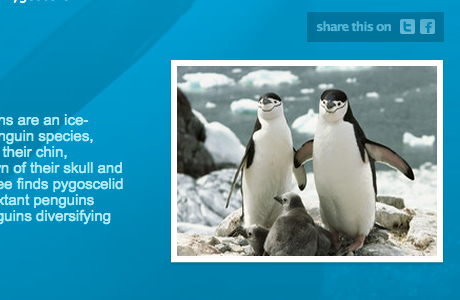 share this on
ns are an ice-
nguin species,
their chin,
n of their skull and
ee finds pygoscelid
xtant penguins
guins diversifying